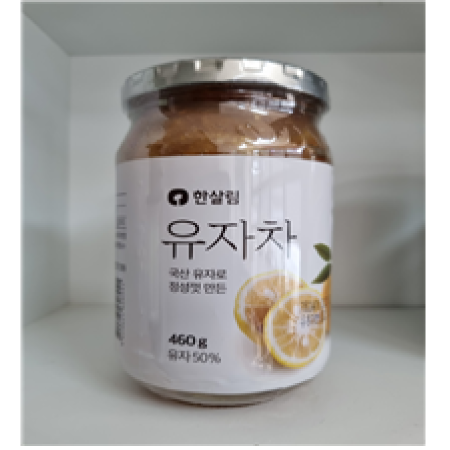 한살림
유자차
국산 유자로
정성껏 만든
460g
유자 50%